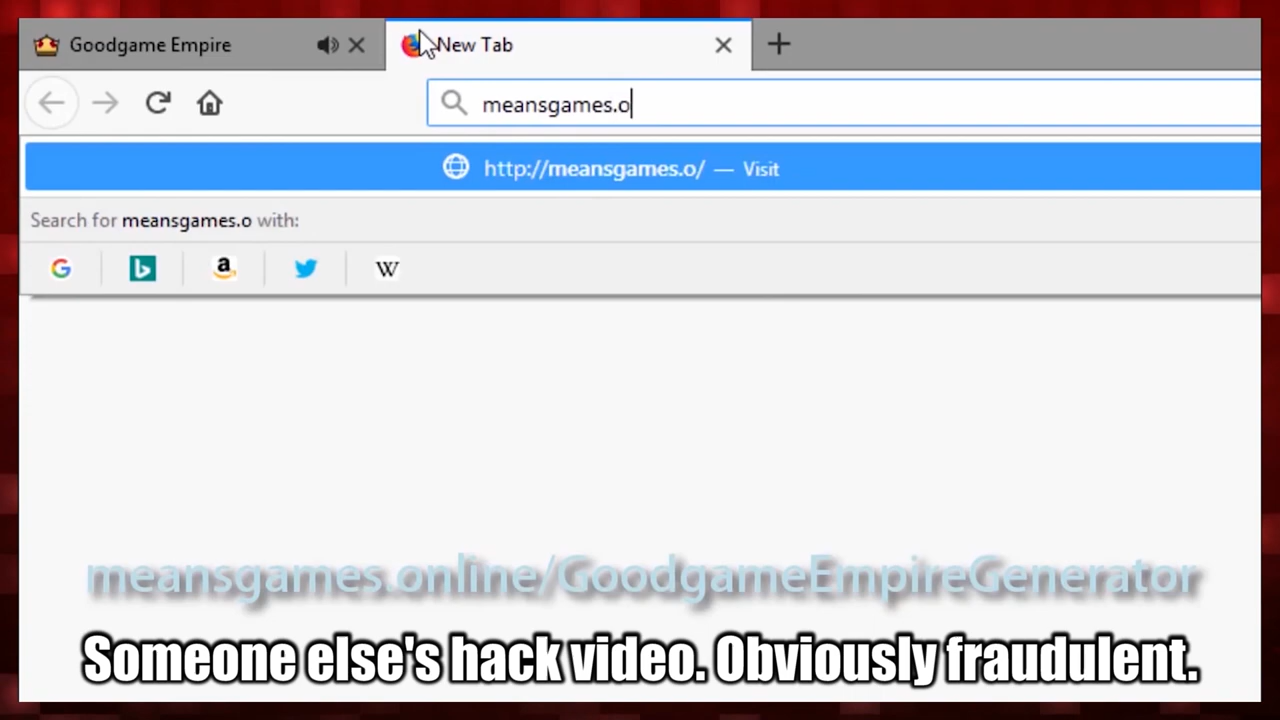 Goodgame Empire
New Tab
meansgames.o
http://meansgames.o/ — Visit
Search for meansgames.o with:
meansgames.online/GoodgameEmpireGenerator
Someone else's hack video. Obviously fraudulent.